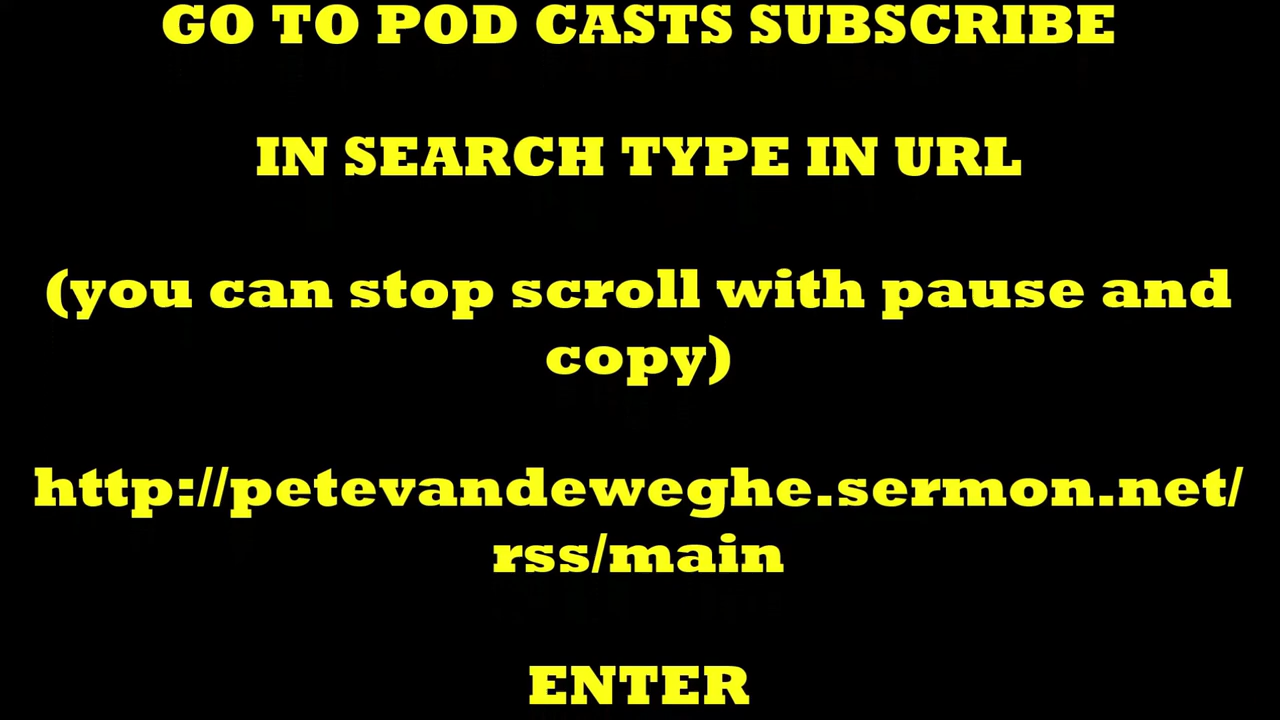 GO TO POD CASTS SUBSCRIBE
IN SEARCH TYPE IN URL
(you can stop scroll with pause and
copy)
http://petevandeweghe.sermon.net/
rss/main
ENTER